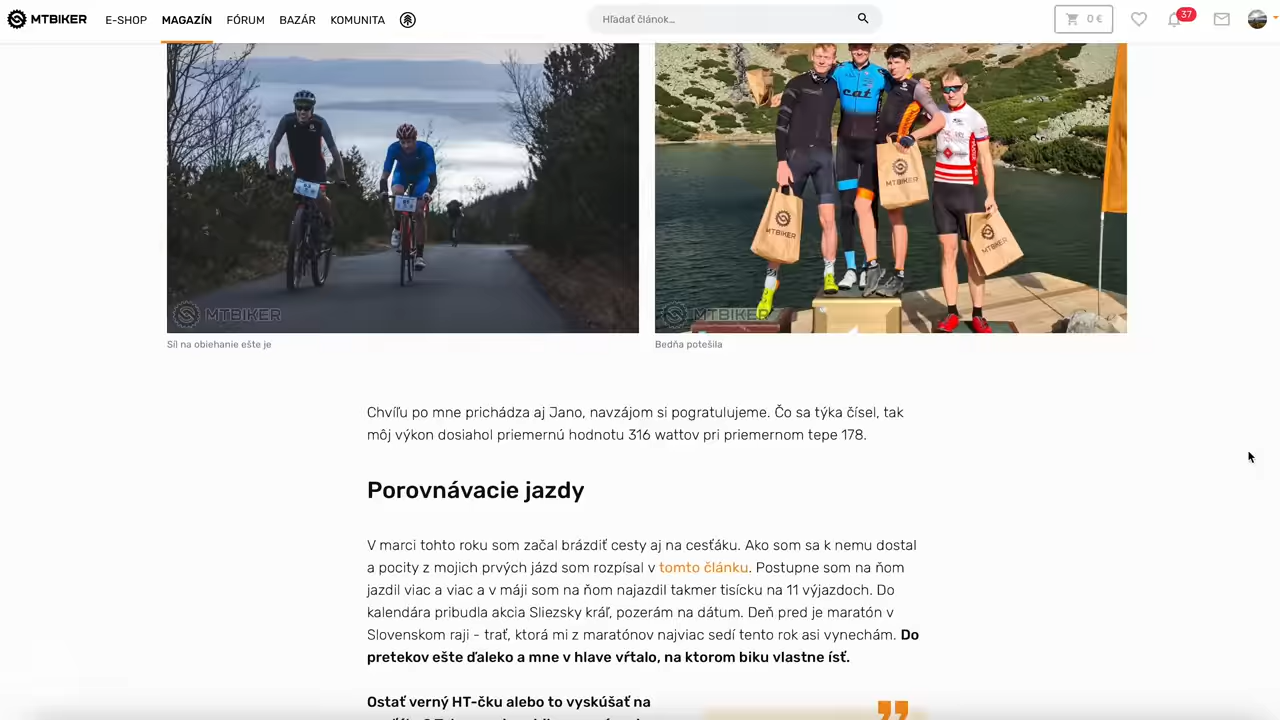 MTBIKER E-SHOP MAGAZÍN FÓRUM BAZÁR KOMUNITA Hľadať článok... 0 € 37
MTBIKER
MTBIKER
MTBIKER
MTBIKER
MTBIKER
cat
Síl na obiehanie ešte je
Bedňa potešila
Chvíľu po mne prichádza aj Jano, navzájom si pogratulujeme. Čo sa týka čísel, tak
môj výkon dosiahol priemernú hodnotu 316 wattov pri priemernom tepe 178.
Porovnávacie jazdy
V marci tohto roku som začal brázdiť cesty aj na cesťáku. Ako som sa k nemu dostal
a pocity z mojich prvých jázd som rozpísal v tomto článku. Postupne som na ňom
jazdil viac a viac a v máji som na ňom najazdil takmer tisícku na 11 výjazdoch. Do
kalendára pribudla akcia Sliezsky kráľ, pozerám na dátum. Deň pred je maratón v
Slovenskom raji - trať, ktorá mi z maratónov najviac sedí tento rok asi vynechám. Do
pretekov ešte ďaleko a mne v hlave vŕtalo, na ktorom biku vlastne ísť.
Ostať verný HT-čku alebo to vyskúšať na